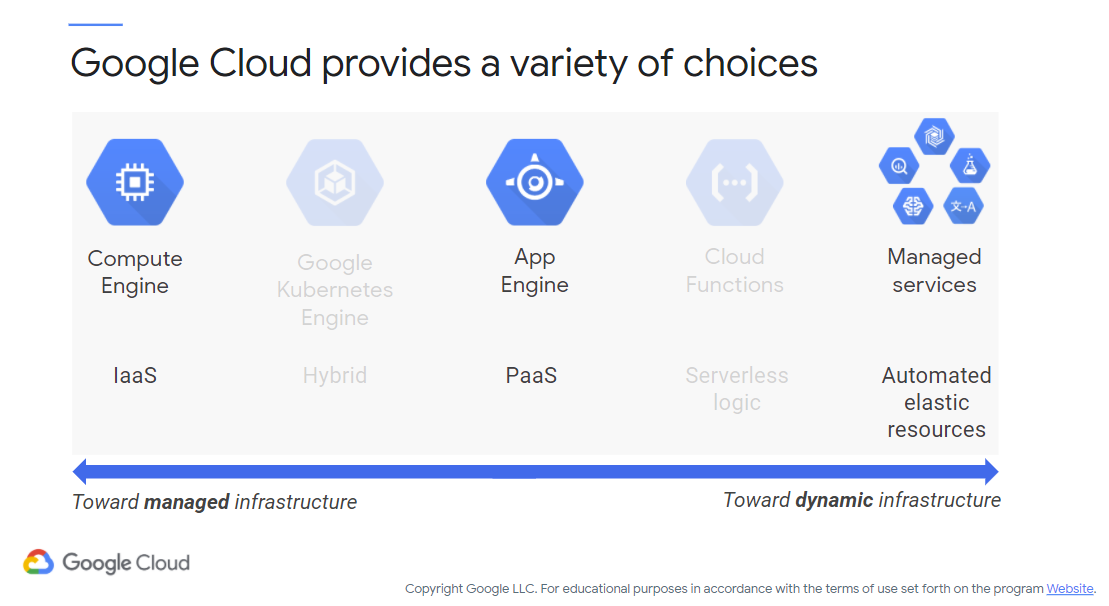 Google Cloud provides a variety of choices
Compute
Engine
Google
Kubernetes
Engine
App
Engine
Cloud
Functions
文→A
Managed
services
IaaS
Hybrid
PaaS
Serverless
logic
Automated
elastic
resources
Toward managed infrastructure
Toward dynamic infrastructure
Google Cloud
Copyright Google LLC. For educational purposes in accordance with the terms of use set forth on the program Website.